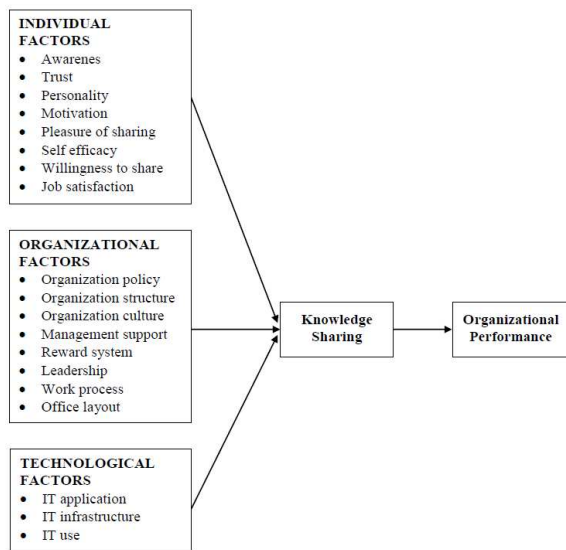 INDIVIDUAL
FACTORS
Awarenes
Trust
Personality
Motivation
Pleasure of sharing
Self efficacy
Willingness to share
Job satisfaction
ORGANIZATIONAL
FACTORS
Organization policy
Organization structure
Organization culture
Management support
Reward system
Leadership
Work process
Office layout
TECHNOLOGICAL
FACTORS
IT application
IT infrastructure
IT use
Knowledge
Sharing
Organizational
Performance